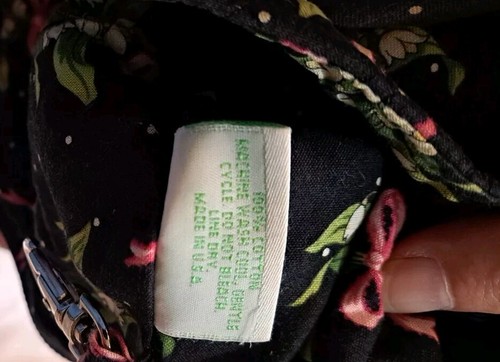 100% COTTON
MACHINE WASH COOL, GENTLE
CYCLE DO NOT BLEACH
LINE DRY
MADE IN U.S.A.